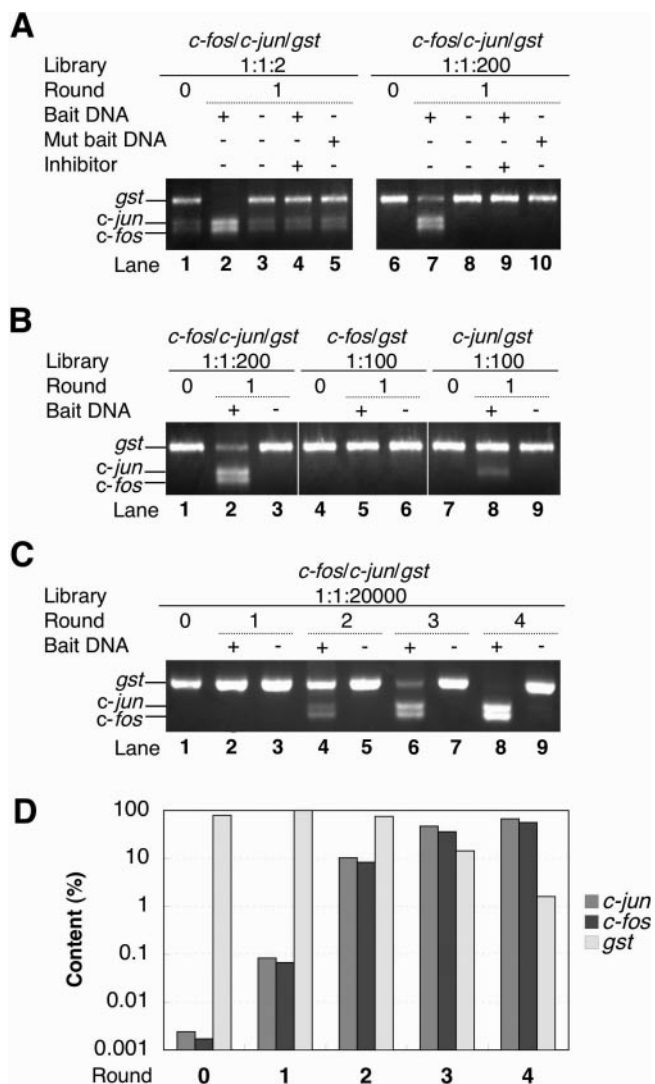 A
c-fos/c-jun/gst c-fos/c-jun/gst
Library 1:1:2 1:1:200
Round 0 1 0 1
Bait DNA + - + - + - + -
Mut bait DNA - - - + - - - +
Inhibitor - - + - - - + -
gst
c-jun
c-fos
Lane 1 2 3 4 5 6 7 8 9 10
B
c-fos/c-jun/gst c-fos/gst c-jun/gst
Library 1:1:200 1:100 1:100
Round 0 1 0 1 0 1
Bait DNA + - + - + -
gst
c-jun
c-fos
Lane 1 2 3 4 5 6 7 8 9
C
c-fos/c-jun/gst
Library 1:1:20000
Round 0 1 2 3 4
Bait DNA + - + - + - + -
gst
c-jun
c-fos
Lane 1 2 3 4 5 6 7 8 9
D
Content (%)
100
10
1
0.1
0.01
0.001
c-jun
c-fos
gst
Round 0 1 2 3 4